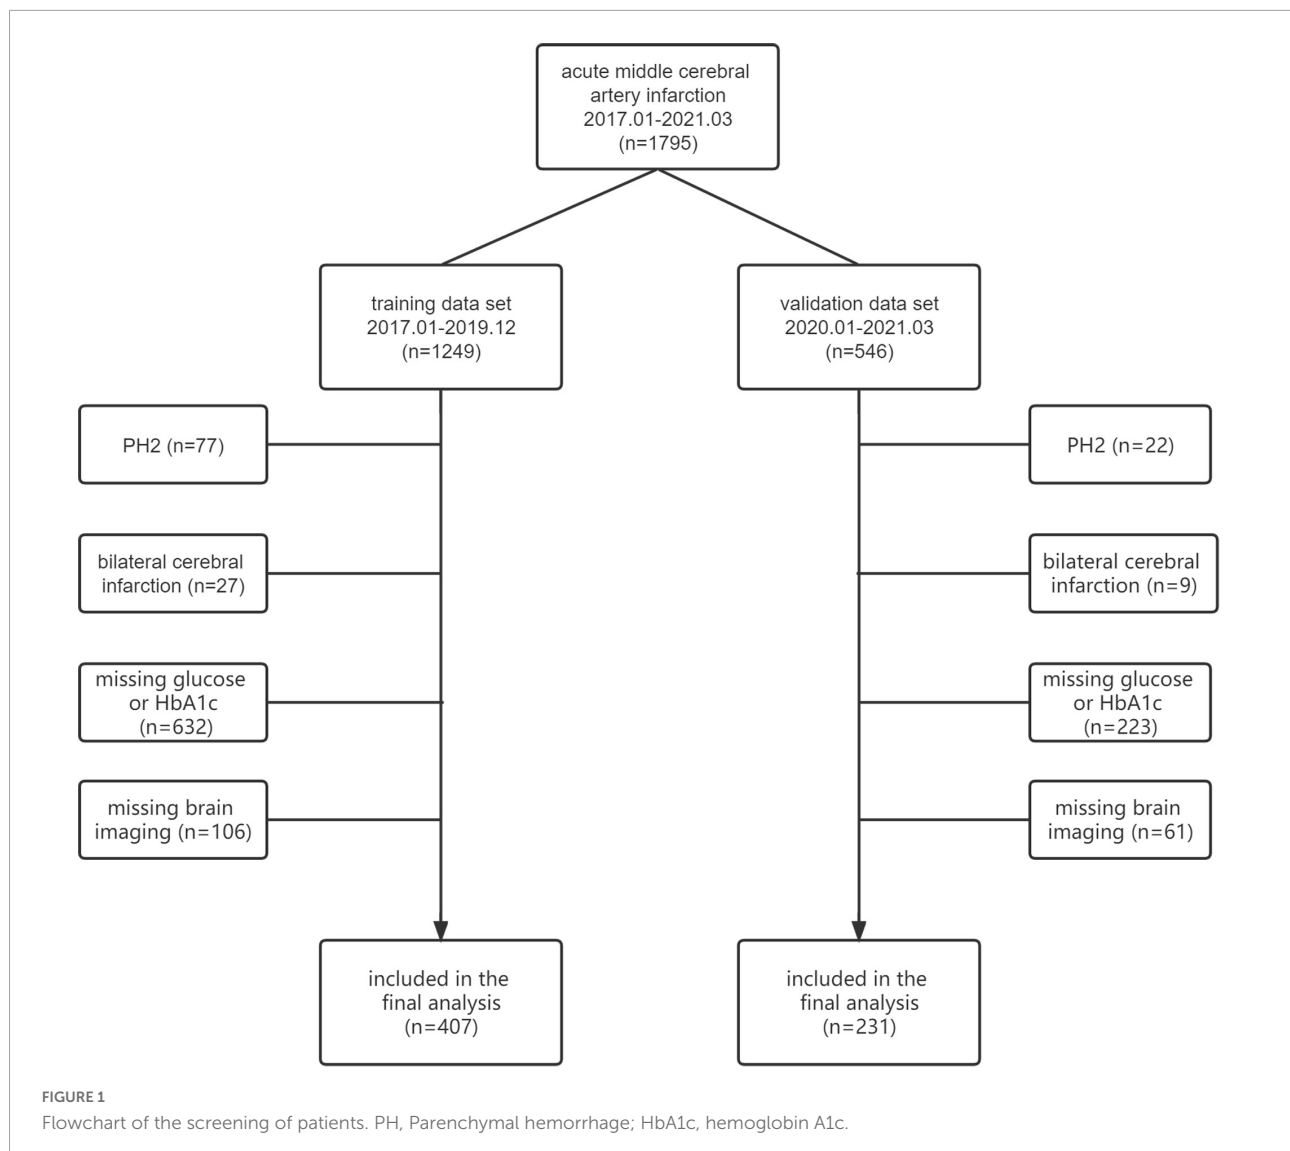 acute middle cerebral
artery infarction
2017.01-2021.03
(n=1795)
training data set
2017.01-2019.12
(n=1249)
validation data set
2020.01-2021.03
(n=546)
PH2 (n=77)
PH2 (n=22)
bilateral cerebral
infarction (n=27)
bilateral cerebral
infarction (n=9)
missing glucose
or HbA1c
(n=632)
missing glucose
or HbA1c
(n=223)
missing brain
imaging (n=106)
missing brain
imaging (n=61)
included in the
final analysis
(n=407)
included in the
final analysis
(n=231)
FIGURE 1
Flowchart of the screening of patients. PH, Parenchymal hemorrhage; HbA1c, hemoglobin A1c.